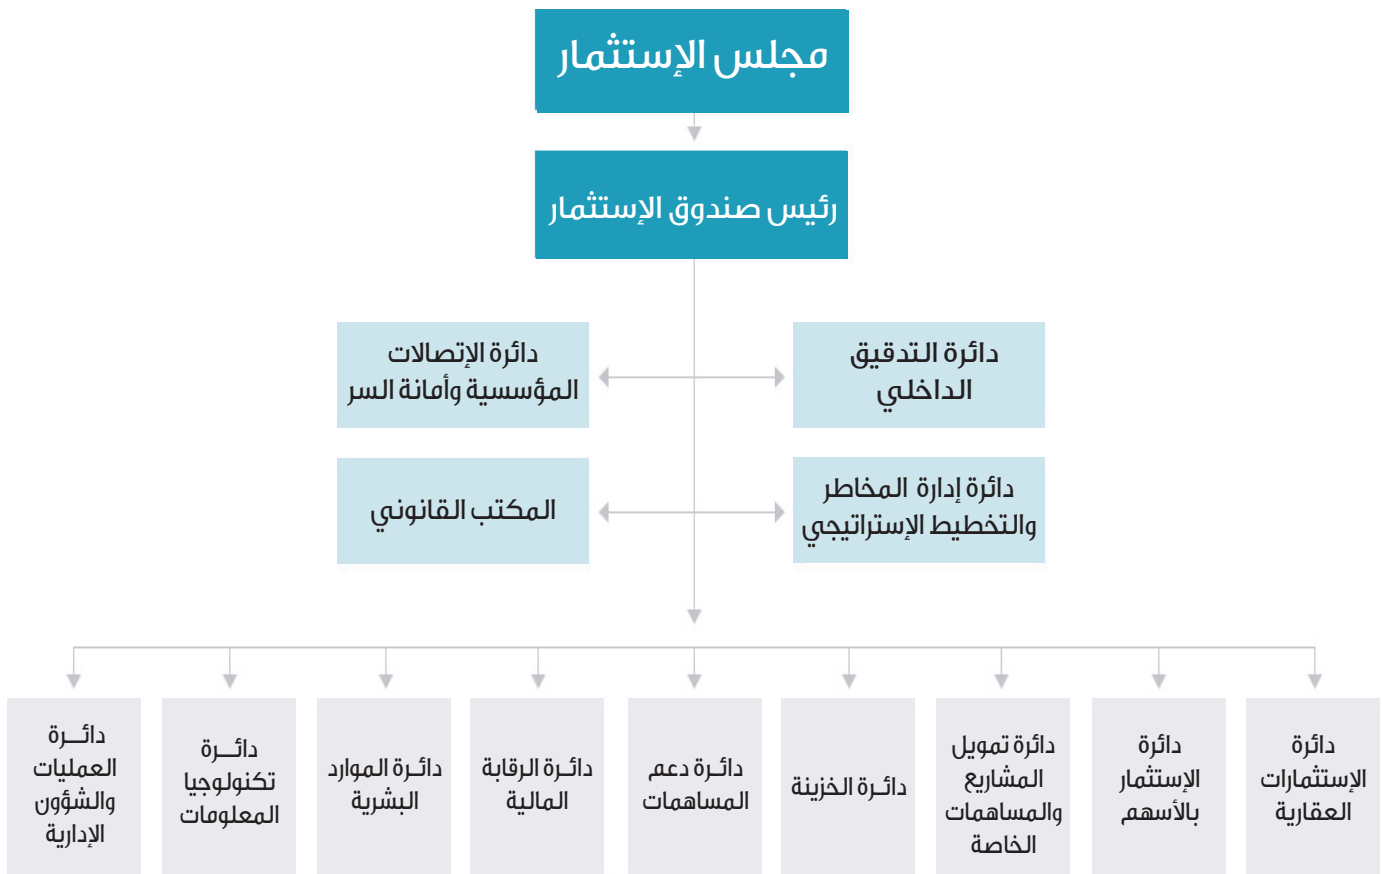 مجلس الإستثمار
رئيس صندوق الإستثمار
دائرة التدقيق
الداخلي
دائرة الإتصالات
المؤسسية وأمانة السر
دائرة إدارة المخاطر
والتخطيط الإستراتيجي
المكتب القانوني
دائرة
الإستثمارات
العقارية
دائرة
الإستثمار
بالأسهم
دائرة تمويل
المشاريع
والمساهمات
الخاصة
دائـرة الخزينة
دائـرة دعم
المساهمات
دائـرة الرقابة
المالية
دائـرة الموارد
البشرية
دائـــرة
تكنولوجيا
المعلومات
دائـــرة
العمليات
والشؤون
الإدارية